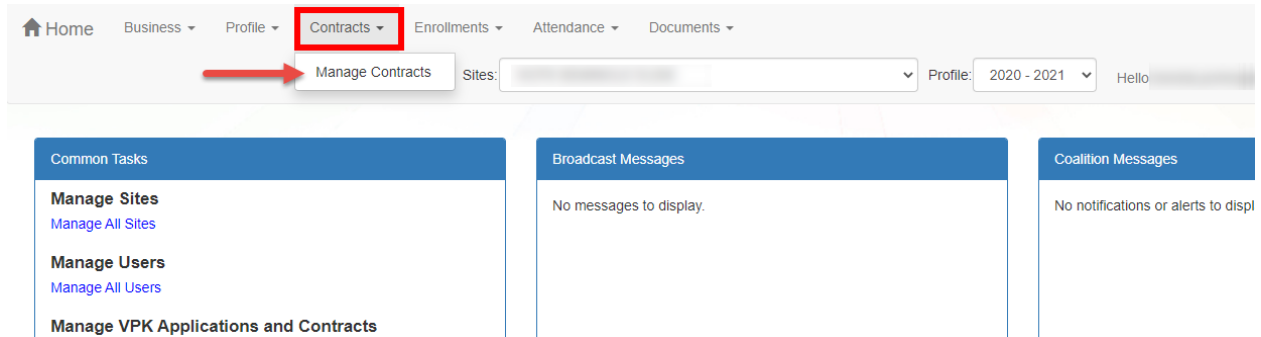 Home Business Profile Contracts Enrollments Attendance Documents
Manage Contracts Sites: Profile: 2020 - 2021 Hello
Common Tasks
Manage Sites
Manage All Sites
Manage Users
Manage All Users
Manage VPK Applications and Contracts
Broadcast Messages
No messages to display.
Coalition Messages
No notifications or alerts to displ